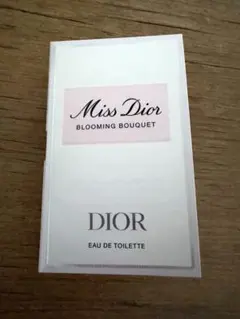 Miss Dior
BLOOMING BOUQUET
DIOR
EAU DE TOILETTE